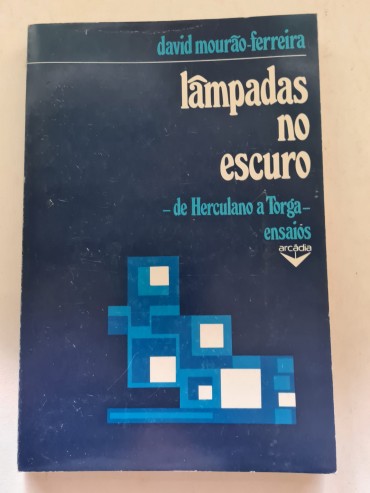 david mourão-ferreira
lâmpadas
no
escuro
– de Herculano a Torga –
ensaios
arcádia